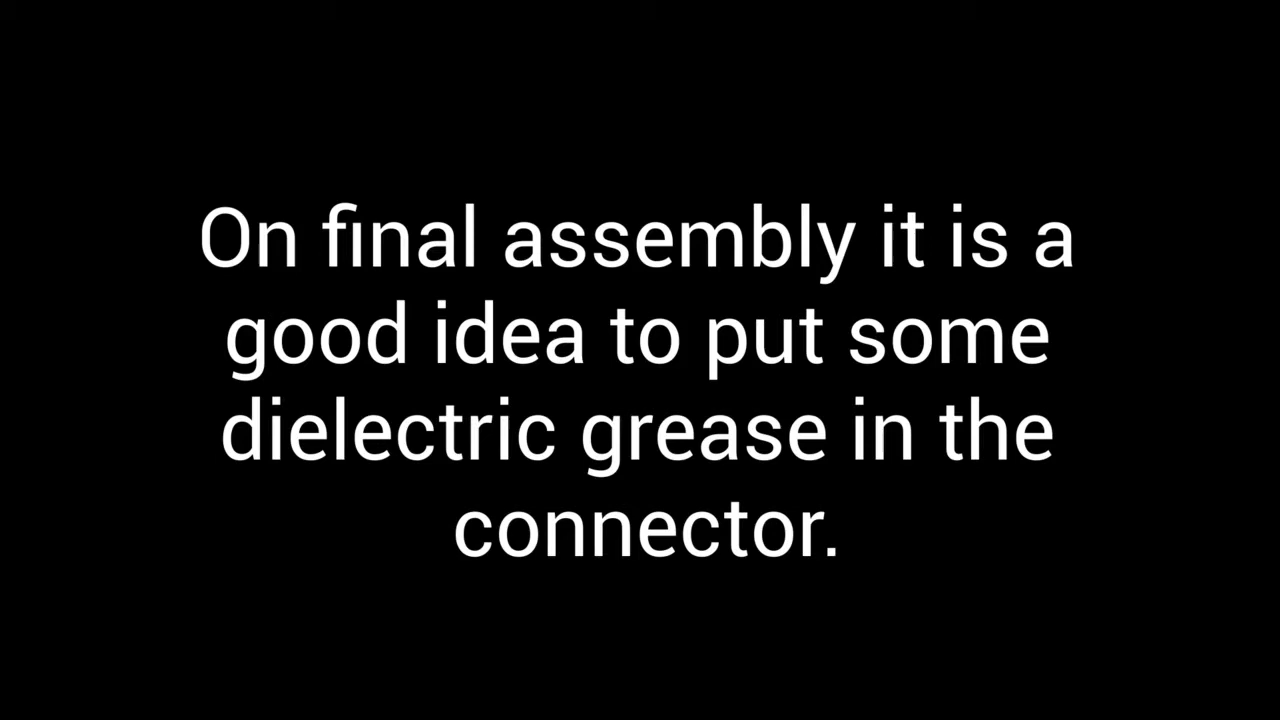 On final assembly it is a
good idea to put some
dielectric grease in the
connector.